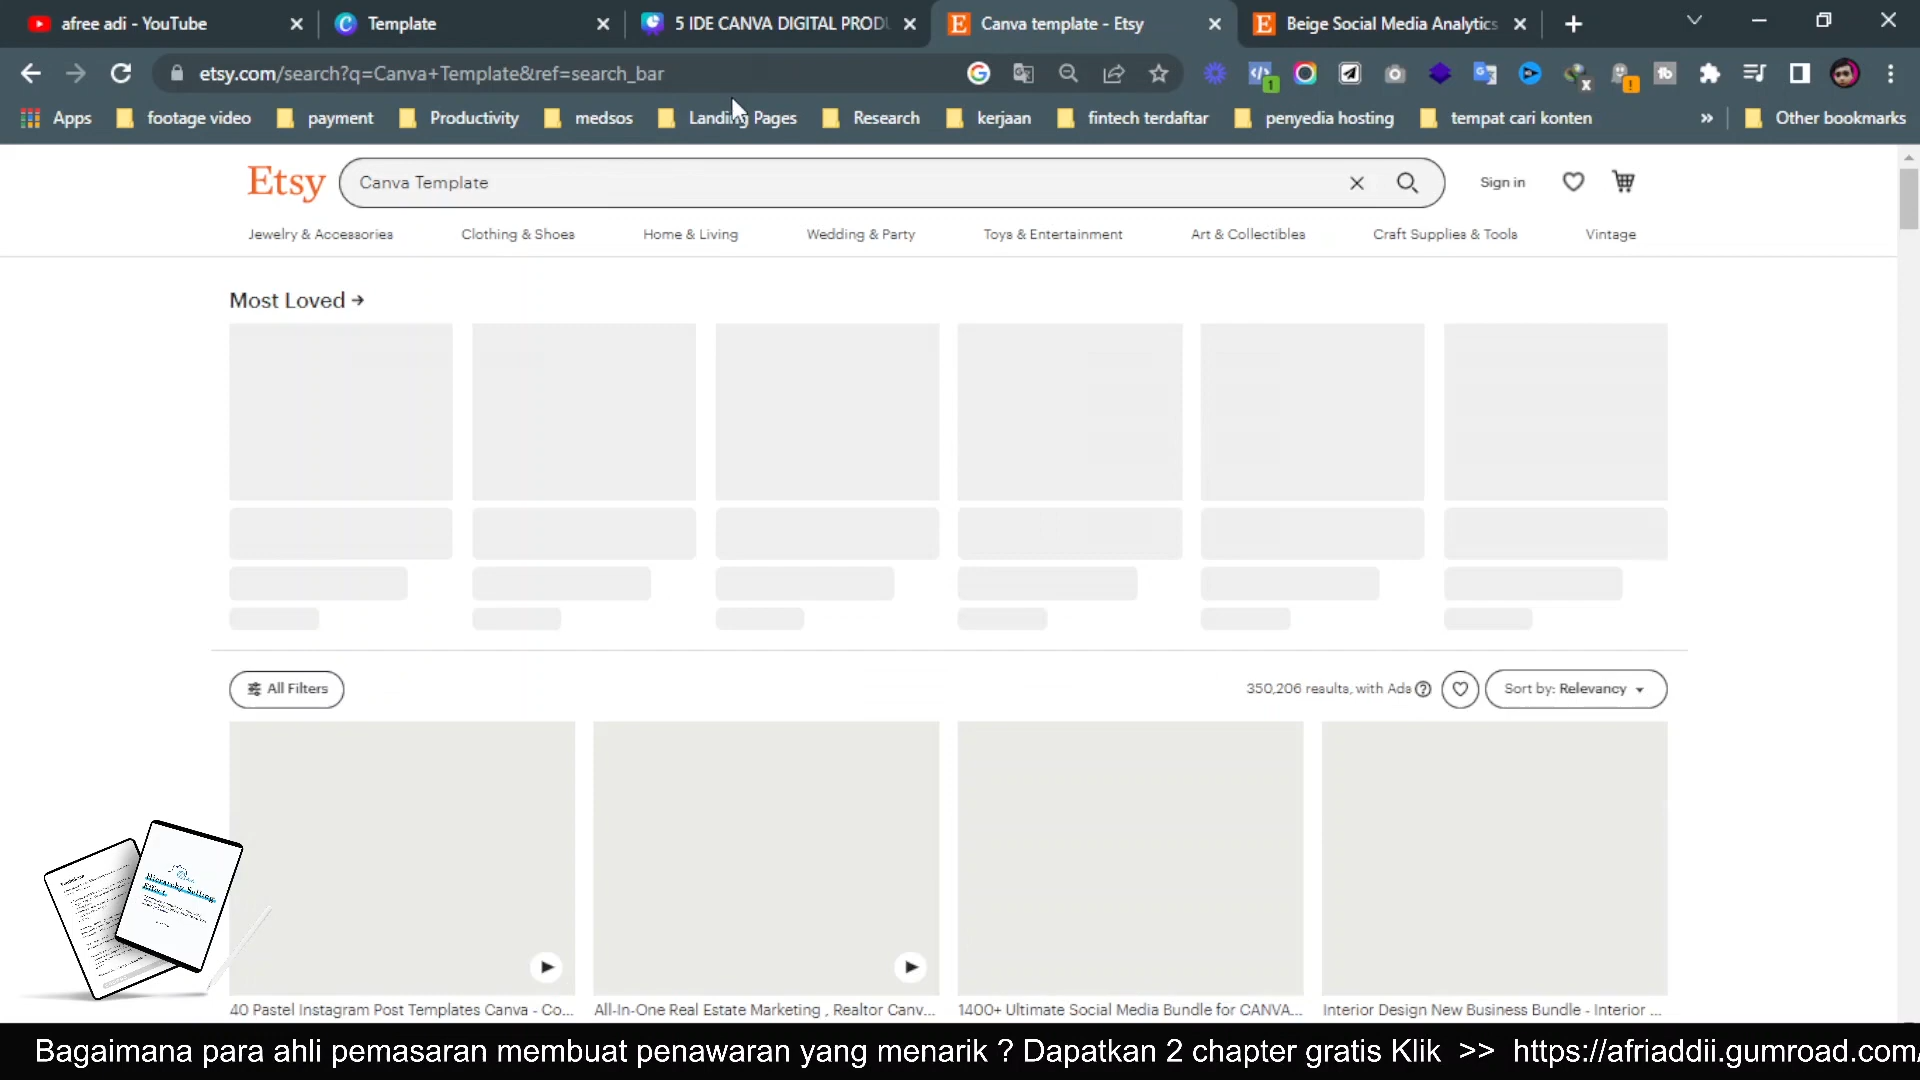 afree adi - YouTube
Template
5 IDE CANVA DIGITAL PRODU
Canva template - Etsy
Beige Social Media Analytics
etsy.com/search?q=Canva+Template&ref=search_bar
Apps
footage video
payment
Productivity
medsos
Landing Pages
Research
kerjaan
fintech terdaftar
penyedia hosting
tempat cari konten
»
Other bookmarks
Etsy
Canva Template
Sign in
Jewelry & Accessories
Clothing & Shoes
Home & Living
Wedding & Party
Toys & Entertainment
Art & Collectibles
Craft Supplies & Tools
Vintage
Most Loved →
All Filters
350,206 results, with Ads
Sort by: Relevancy
40 Pastel Instagram Post Templates Canva - Co...
All-In-One Real Estate Marketing , Realtor Canv...
1400+ Ultimate Social Media Bundle for CANVA...
Interior Design New Business Bundle - Interior ...
Hierarchy Selling
Effect
Bagaimana para ahli pemasaran membuat penawaran yang menarik ? Dapatkan 2 chapter gratis Klik >> https://afriaddii.gumroad.com/